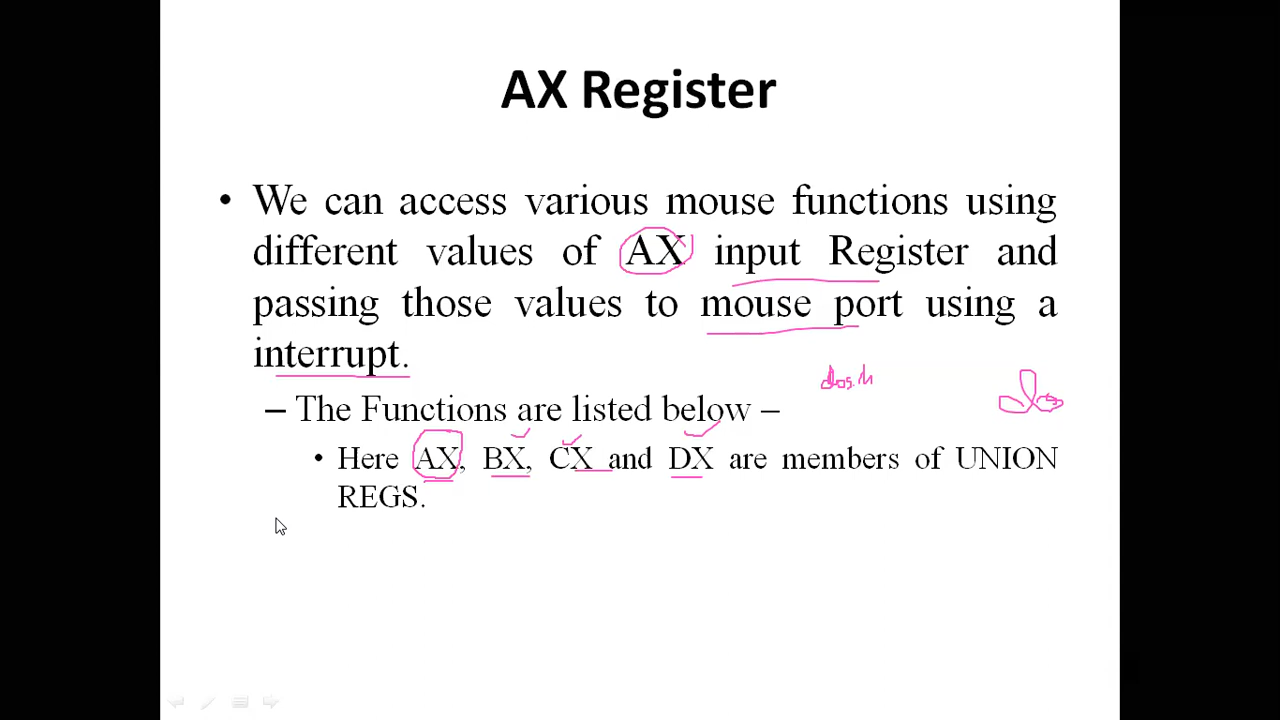 AX Register
• We can access various mouse functions using
different values of AX input Register and
passing those values to mouse port using a
interrupt.
dos.h
– The Functions are listed below –
• Here AX, BX, CX and DX are members of UNION
REGS.